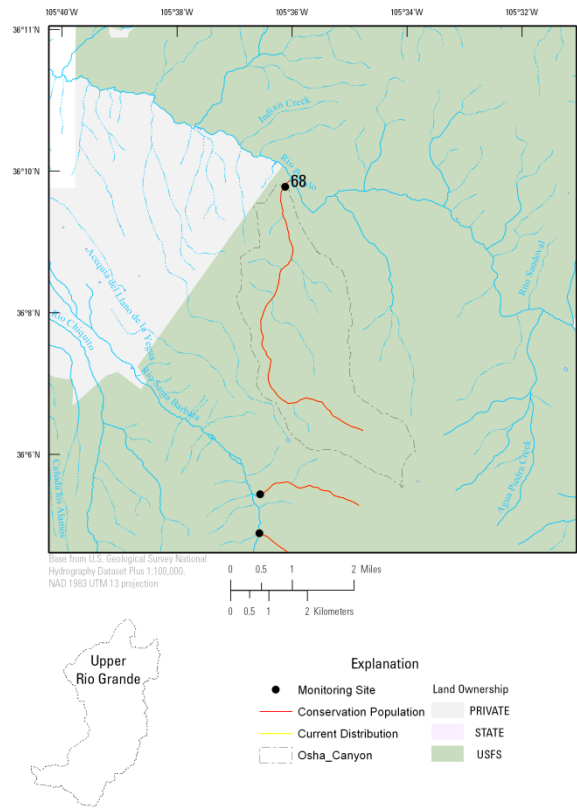 105°40'W 105°38'W 105°36'W 105°34'W 105°32'W
36°11'N
Indian Creek
36°10'N
68
Acequia del Llano de la Yegua
Rito Sandoval
36°8'N
Rio Santa Barbara
36°6'N
Agua Piedra Creek
Cañada los Alamos
Base from U.S. Geological Survey National
Hydrography Dataset Plus 1:100,000.
NAD 1983 UTM 13 projection
0 0.5 1 2 Miles
0 0.5 1 2 Kilometers
Upper
Rio Grande
Explanation
Monitoring Site
Conservation Population
Current Distribution
Osha_Canyon
Land Ownership
PRIVATE
STATE
USFS